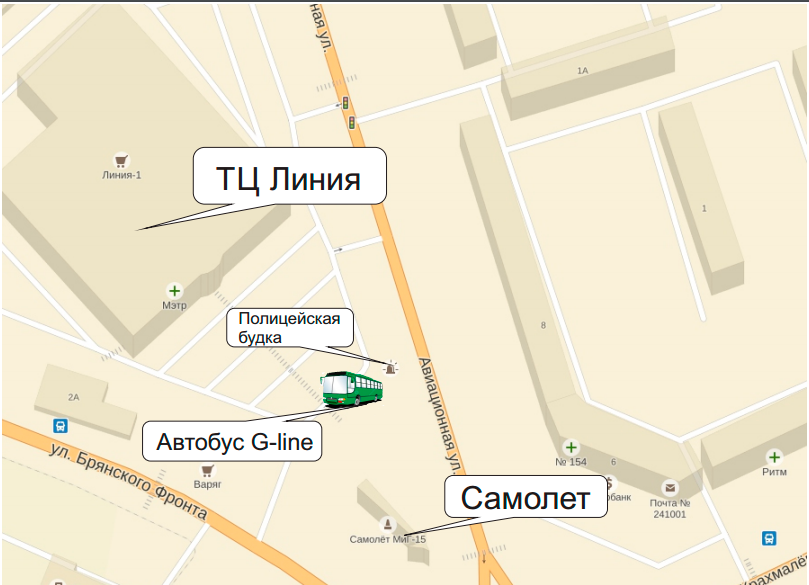 ная ул.
1А
Линия-1
ТЦ Линия
1
Мэтр
Полицейская
будка
8
2А
Авиационная ул.
Автобус G-line
ул. Брянского Фронта
Варяг
№ 154
6
Ритм
Самолет
Почта №
241001
Самолёт МиГ-15